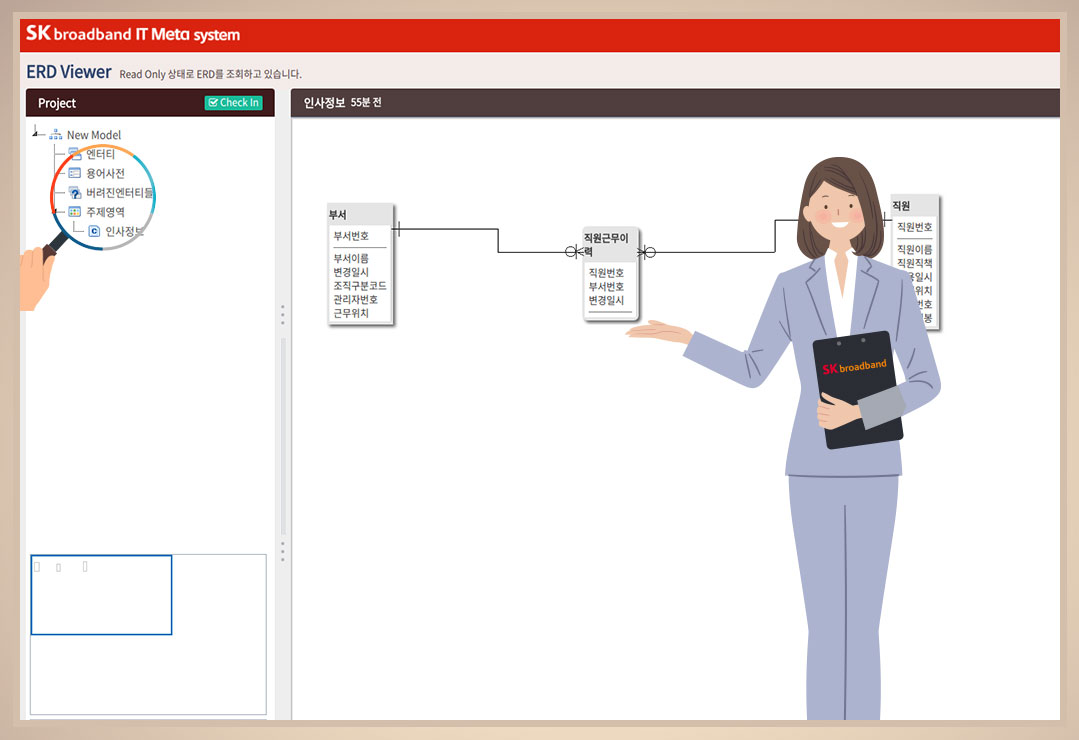 SK broadband IT Meta system
ERD Viewer Read Only 상태로 ERD를 조회하고 있습니다.
Project
Check In
인사정보 55분 전
New Model
엔터티
용어사전
버려진엔터티들
주제영역
인사정보
부서
부서번호
부서이름
변경일시
조직구분코드
관리자번호
근무위치
직원근무이
력
직원번호
부서번호
변경일시
직원
직원번호
직원이름
직원직책
일시
위치
번호
봉
SK broadband